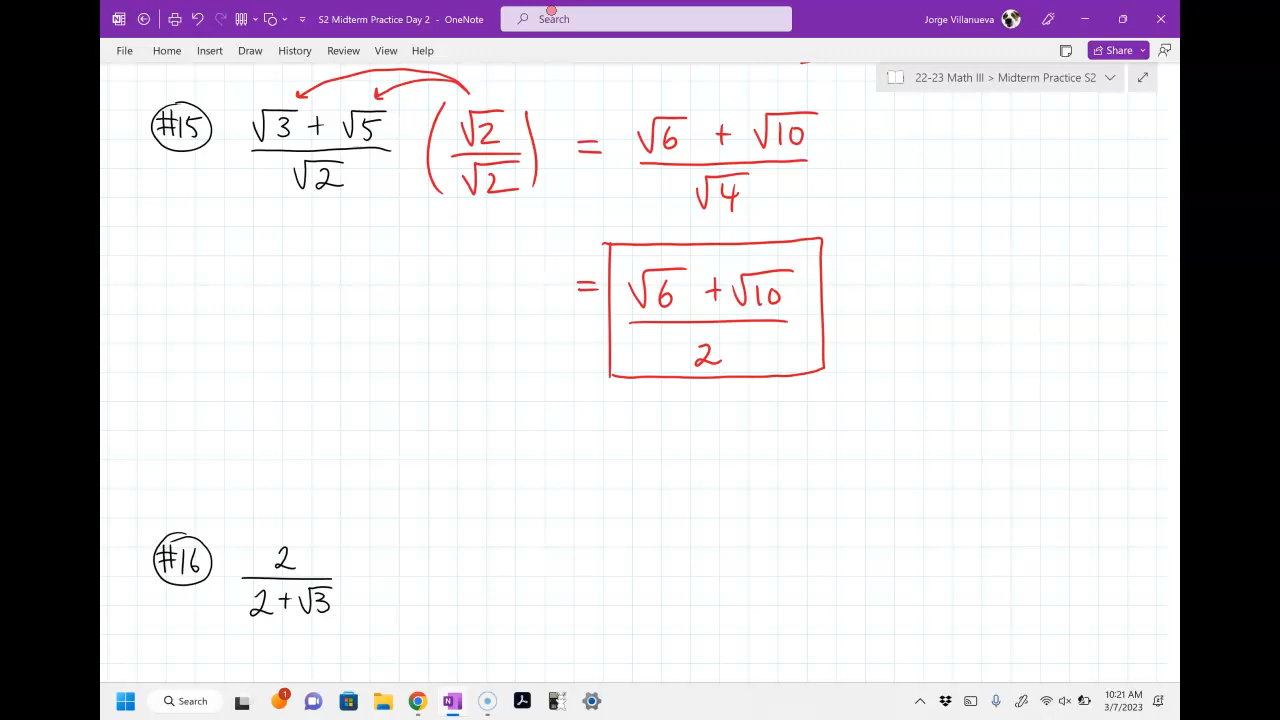 S2 Midterm Practice Day 2 - OneNote
Search
Jorge Villanueva
File Home Insert Draw History Review View Help
Share
22-23 Math III > Midterm Practice S2
#15 (√3 + √5)/√2 (√2/√2) = (√6 + √10)/√4
= (√6 + √10)/2
#16 2/(2 + √3)
Search
1
10:21 AM
3/7/2023